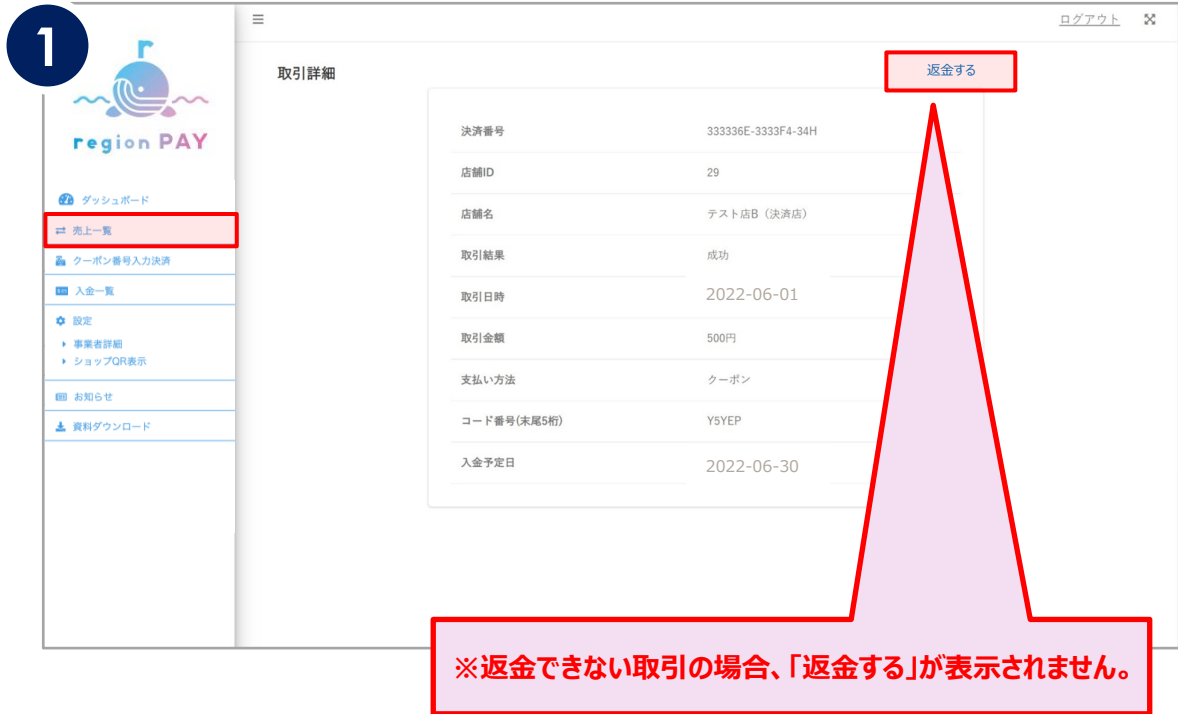 1
ログアウト
region PAY
ダッシュボード
売上一覧
クーポン番号入力決済
入金一覧
設定
事業者詳細
ショップQR表示
お知らせ
資料ダウンロード
取引詳細
返金する
決済番号 333336E-3333F4-34H
店舗ID 29
店舗名 テスト店B（決済店）
取引結果 成功
取引日時 2022-06-01
取引金額 500円
支払い方法 クーポン
コード番号(末尾5桁) Y5YEP
入金予定日 2022-06-30
※返金できない取引の場合、「返金する」が表示されません。